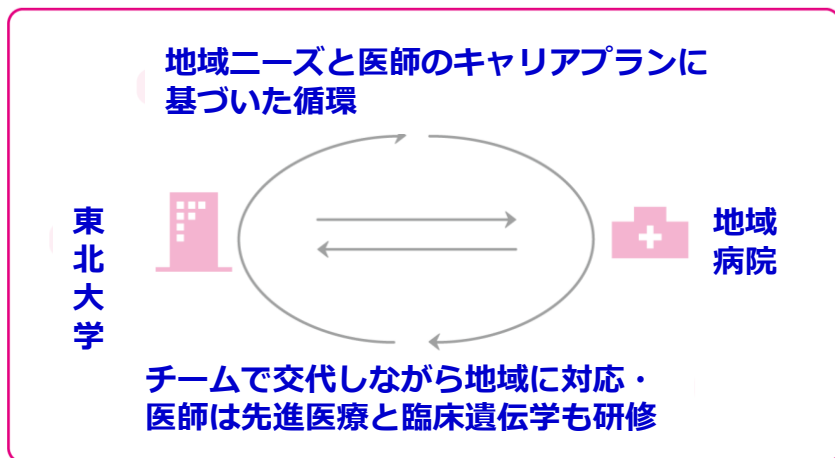 地域ニーズと医師のキャリアプランに
基づいた循環
東北大学
地域
病院
チームで交代しながら地域に対応・
医師は先進医療と臨床遺伝学も研修